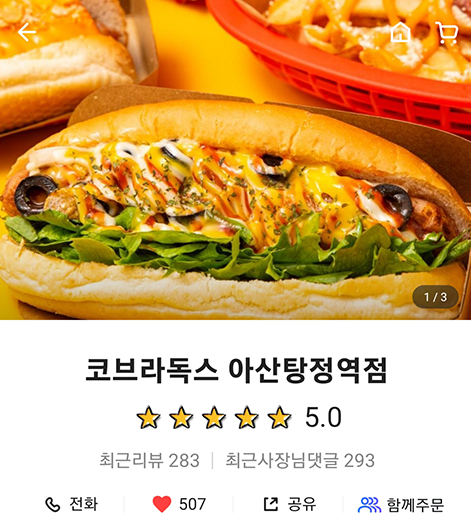 1 / 3
코브라독스 아산탕정역점
5.0
최근리뷰 283 | 최근사장님댓글 293
전화 507 공유 함께주문